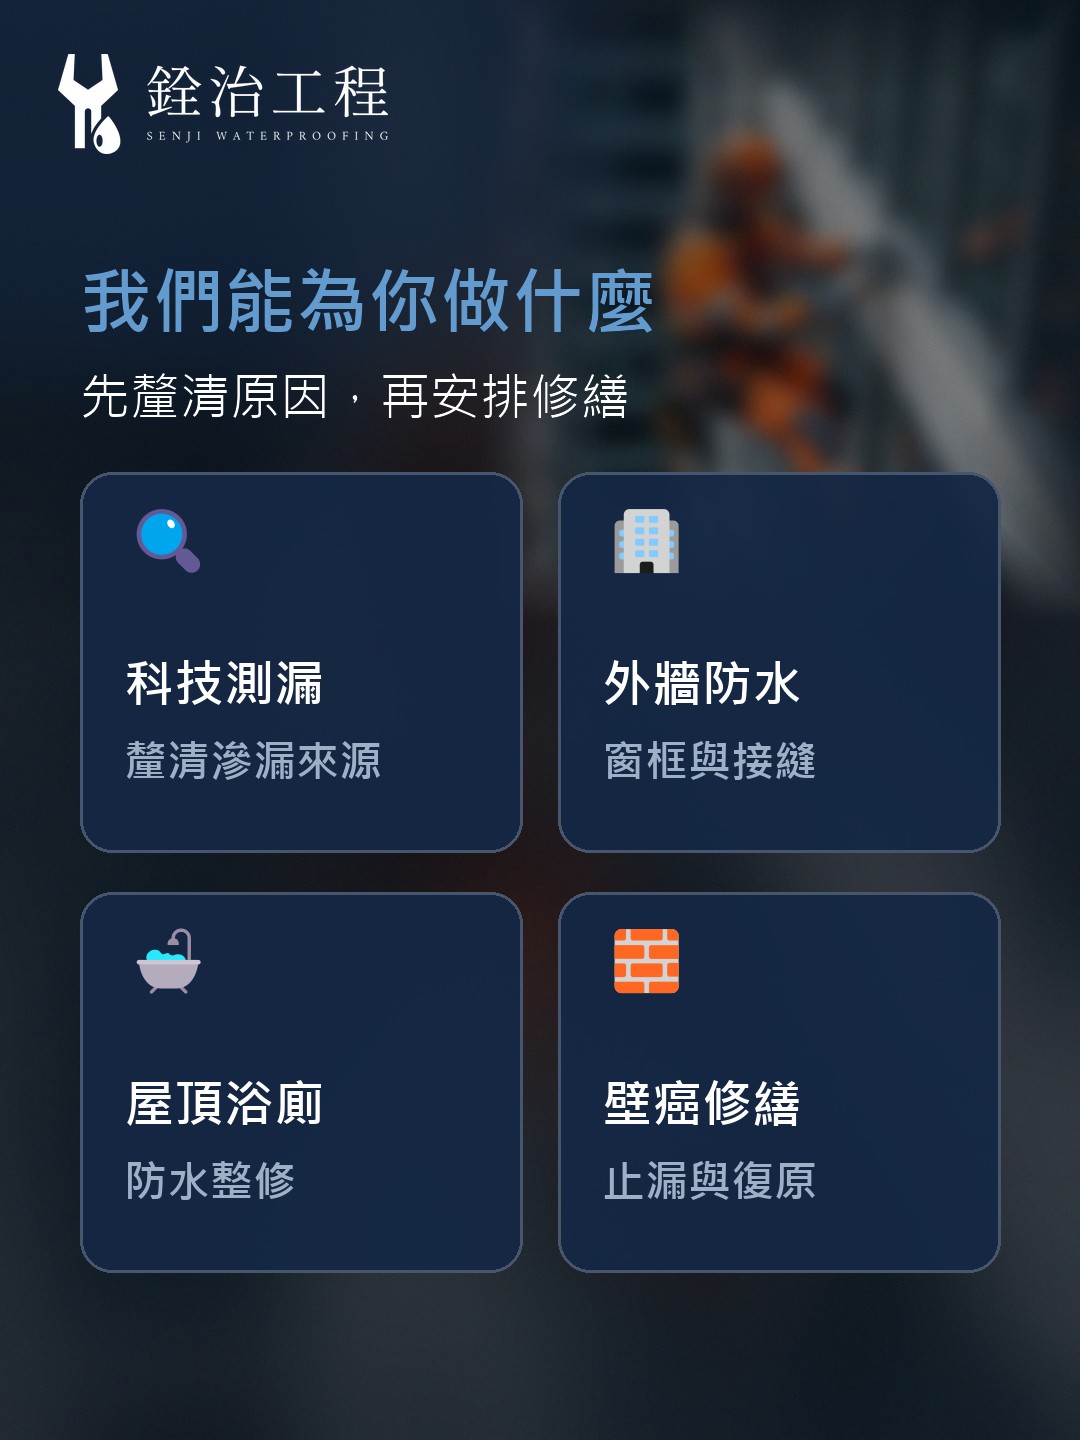 銓治工程
SENJI WATERPROOFING
我們能為你做什麼
先釐清原因，再安排修繕
科技測漏
釐清滲漏來源
外牆防水
窗框與接縫
屋頂浴廁
防水整修
壁癌修繕
止漏與復原